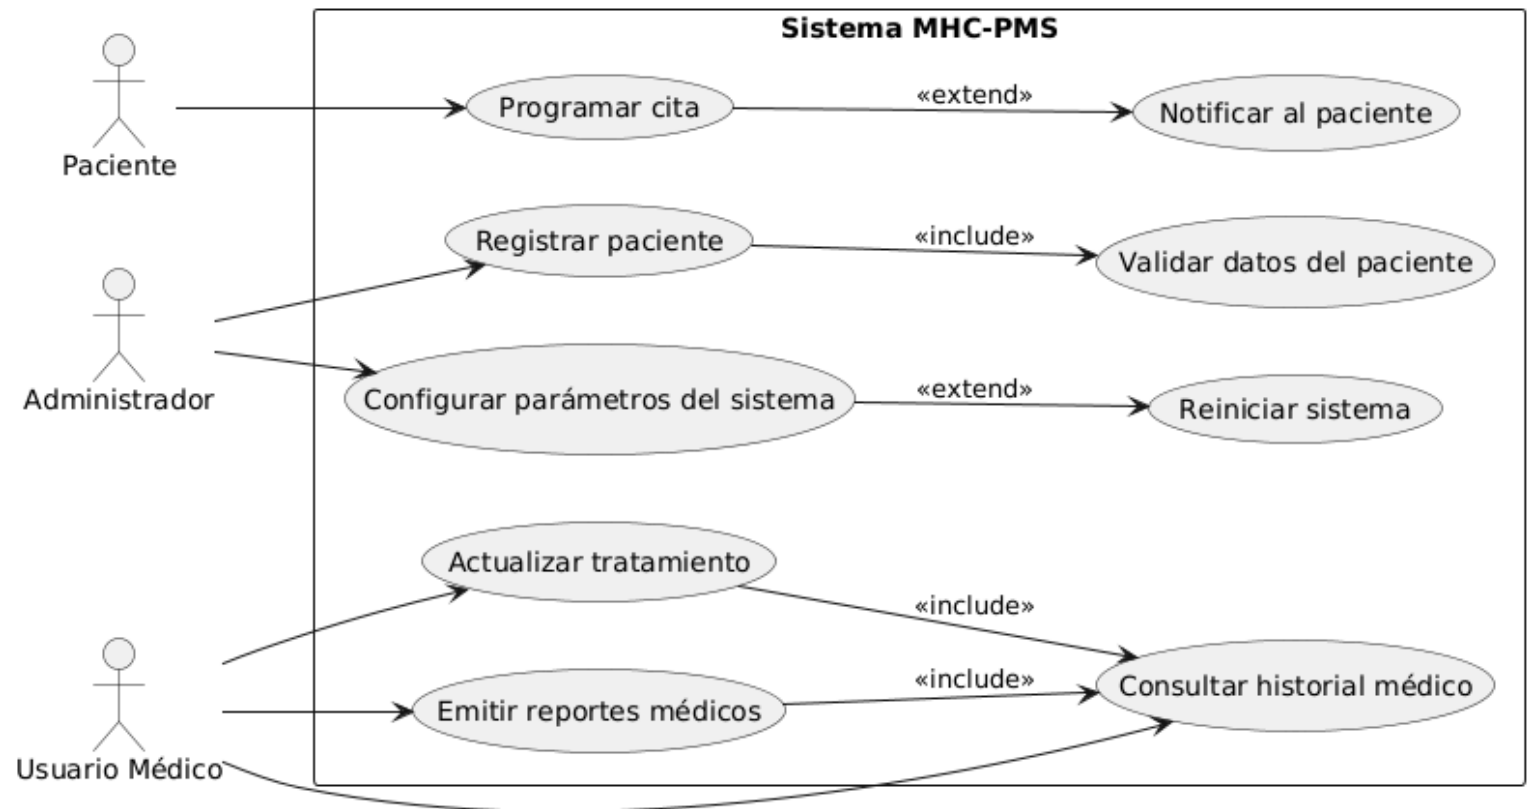 Sistema MHC-PMS
Paciente
Programar cita
«extend»
Notificar al paciente
Administrador
Registrar paciente
«include»
Validar datos del paciente
Configurar parámetros del sistema
«extend»
Reiniciar sistema
Usuario Médico
Actualizar tratamiento
«include»
Emitir reportes médicos
«include»
Consultar historial médico